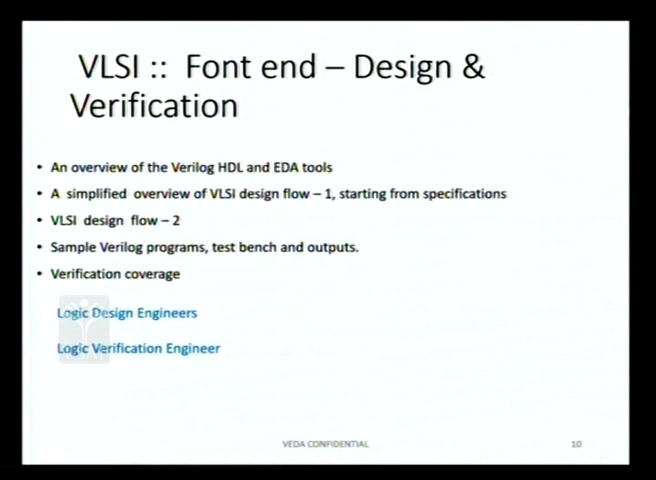 VLSI :: Font end – Design &
Verification
• An overview of the Verilog HDL and EDA tools
• A simplified overview of VLSI design flow – 1, starting from specifications
• VLSI design flow – 2
• Sample Verilog programs, test bench and outputs.
• Verification coverage
Logic Design Engineers
Logic Verification Engineer
VEDA CONFIDENTIAL
10